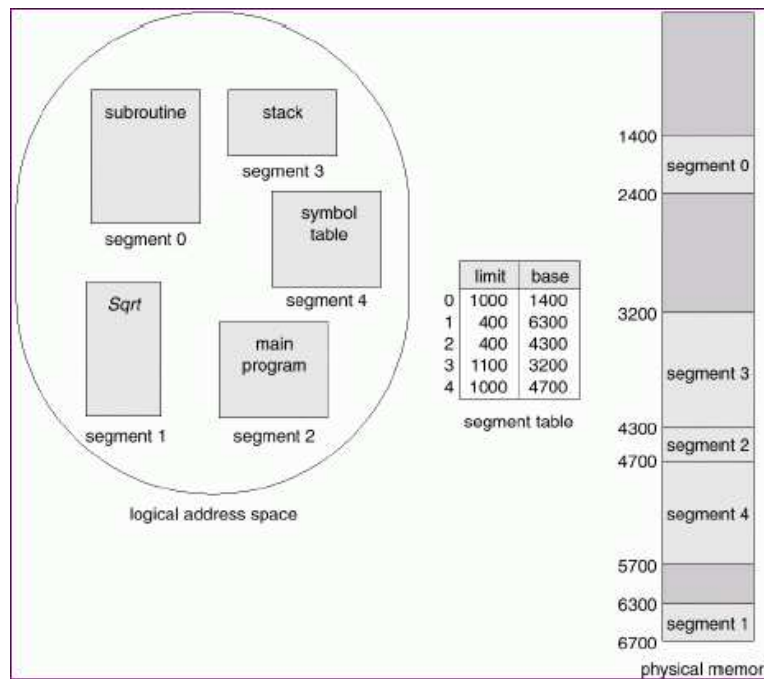 subroutine
segment 0
stack
segment 3
symbol
table
segment 4
Sqrt
segment 1
main
program
segment 2
logical address space
limit base
0 1000 1400
1 400 6300
2 400 4300
3 1100 3200
4 1000 4700
segment table
1400
segment 0
2400
3200
segment 3
4300
segment 2
4700
segment 4
5700
6300
segment 1
6700
physical memor